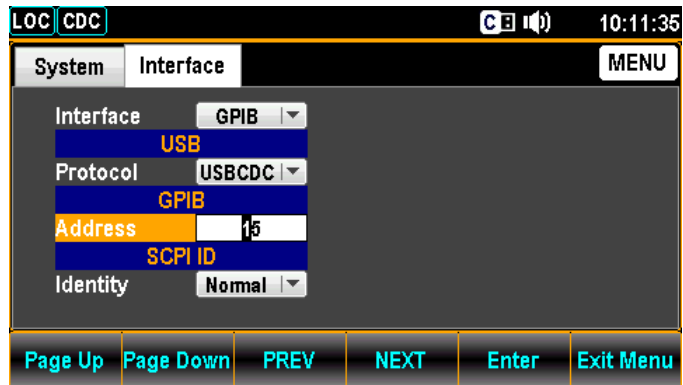 LOC CDC C 10:11:35
System Interface MENU
Interface GPIB
USB
Protocol USBCDC
GPIB
Address 15
SCPI ID
Identity Normal
Page Up Page Down PREV NEXT Enter Exit Menu